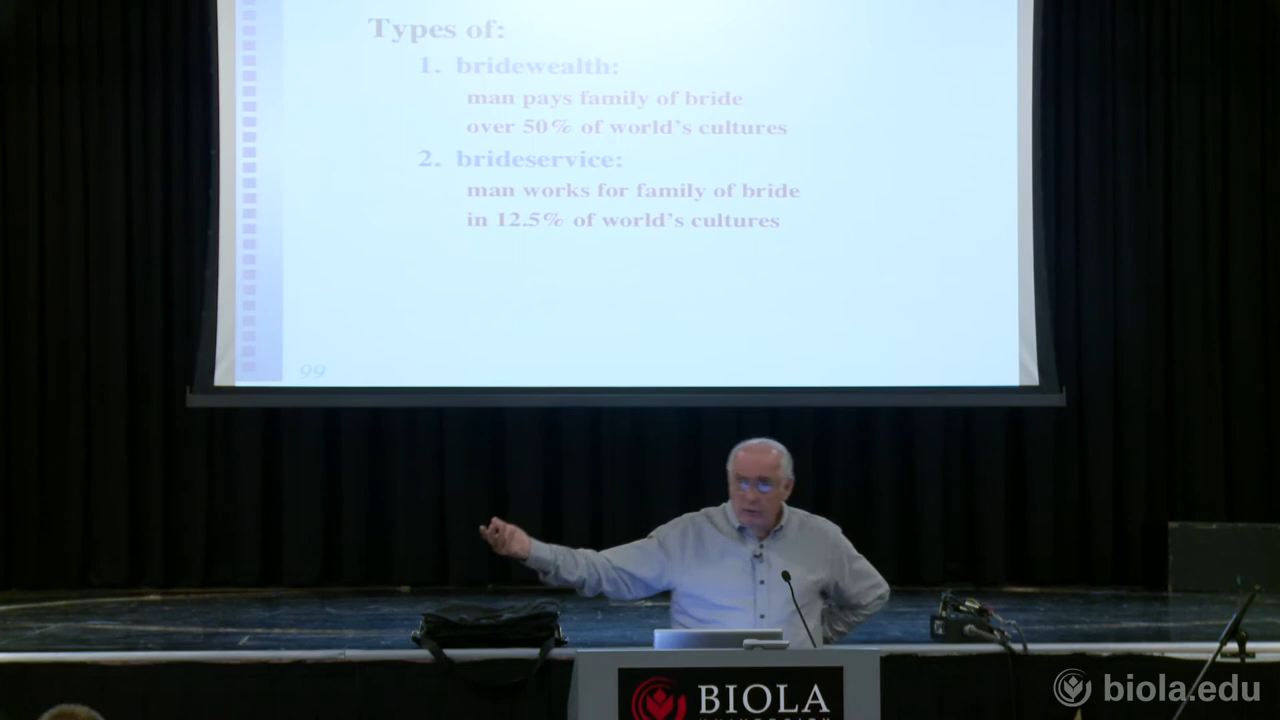 Types of:
1. bridewealth:
man pays family of bride
over 50% of world's cultures
2. brideservice:
man works for family of bride
in 12.5% of world's cultures
99
BIOLA
UNIVERSITY
biola.edu